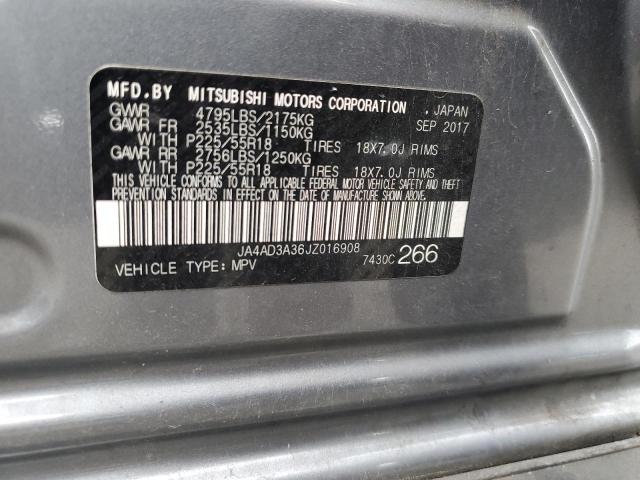 MFD.BY MITSUBISHI MOTORS CORPORATION , JAPAN
GVWR 4795LBS/2175KG SEP 2017
GAWR FR 2535LBS/1150KG
WITH P225/55R18 TIRES 18X7.0J RIMS
GAWR RR 2756LBS/1250KG
WITH P225/55R18 TIRES 18X7.0J RIMS
THIS VEHICLE CONFORMS TO ALL APPLICABLE FEDERAL MOTOR VEHICLE SAFETY AND THEFT
PREVENTION STANDARDS IN EFFECT ON THE DATE OF MANUFACTURE SHOWN ABOVE.
JA4AD3A36JZ016908
VEHICLE TYPE: MPV 7430C 266